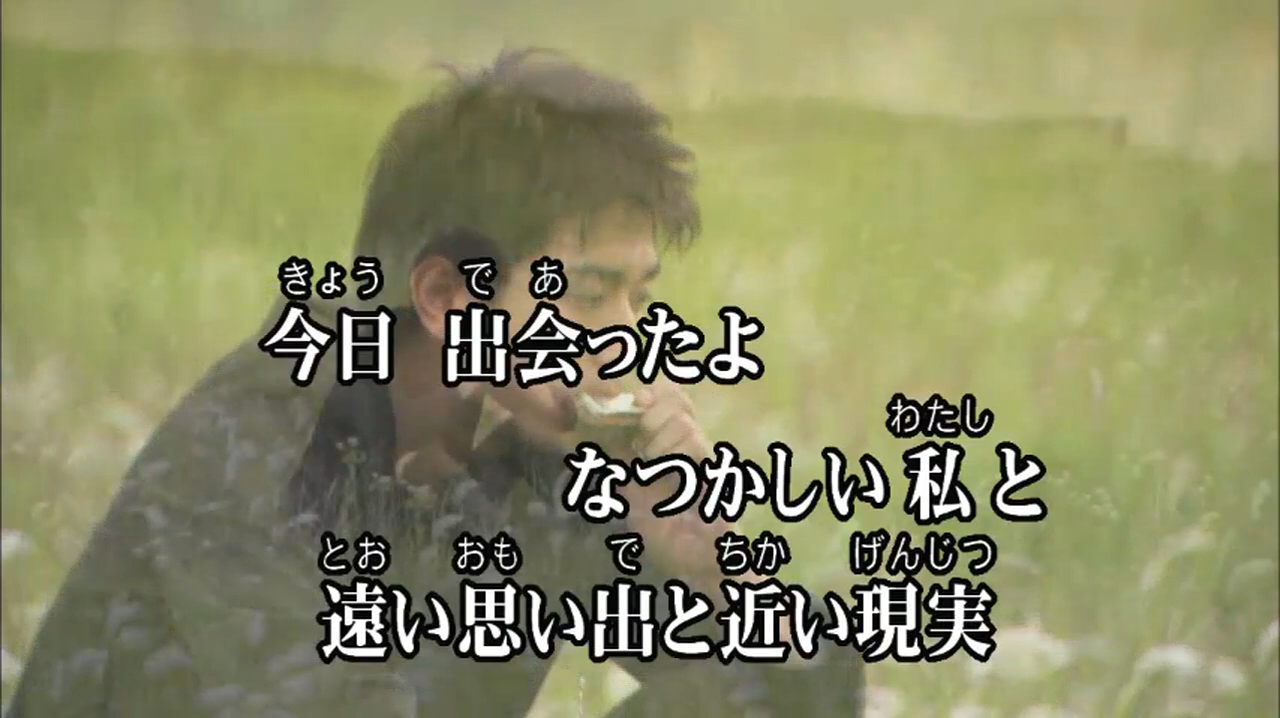 きょう で あ
今日 出会ったよ
わたし
なつかしい 私と
とお おも で ちか げんじつ
遠い思い出と近い現実